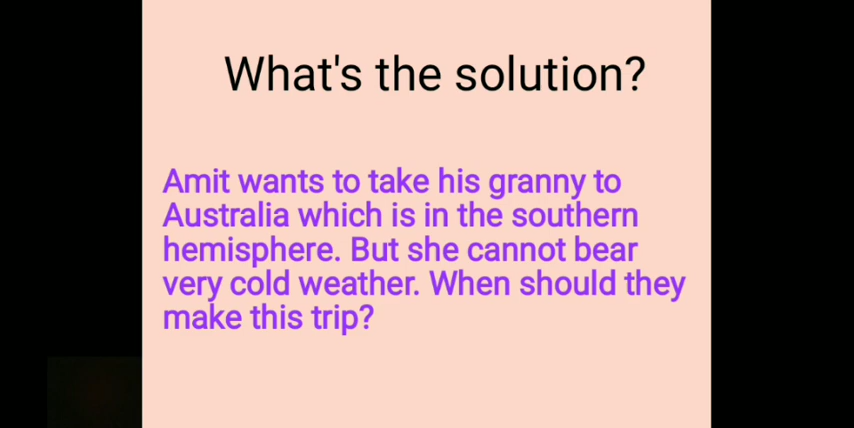 What's the solution?
Amit wants to take his granny to
Australia which is in the southern
hemisphere. But she cannot bear
very cold weather. When should they
make this trip?